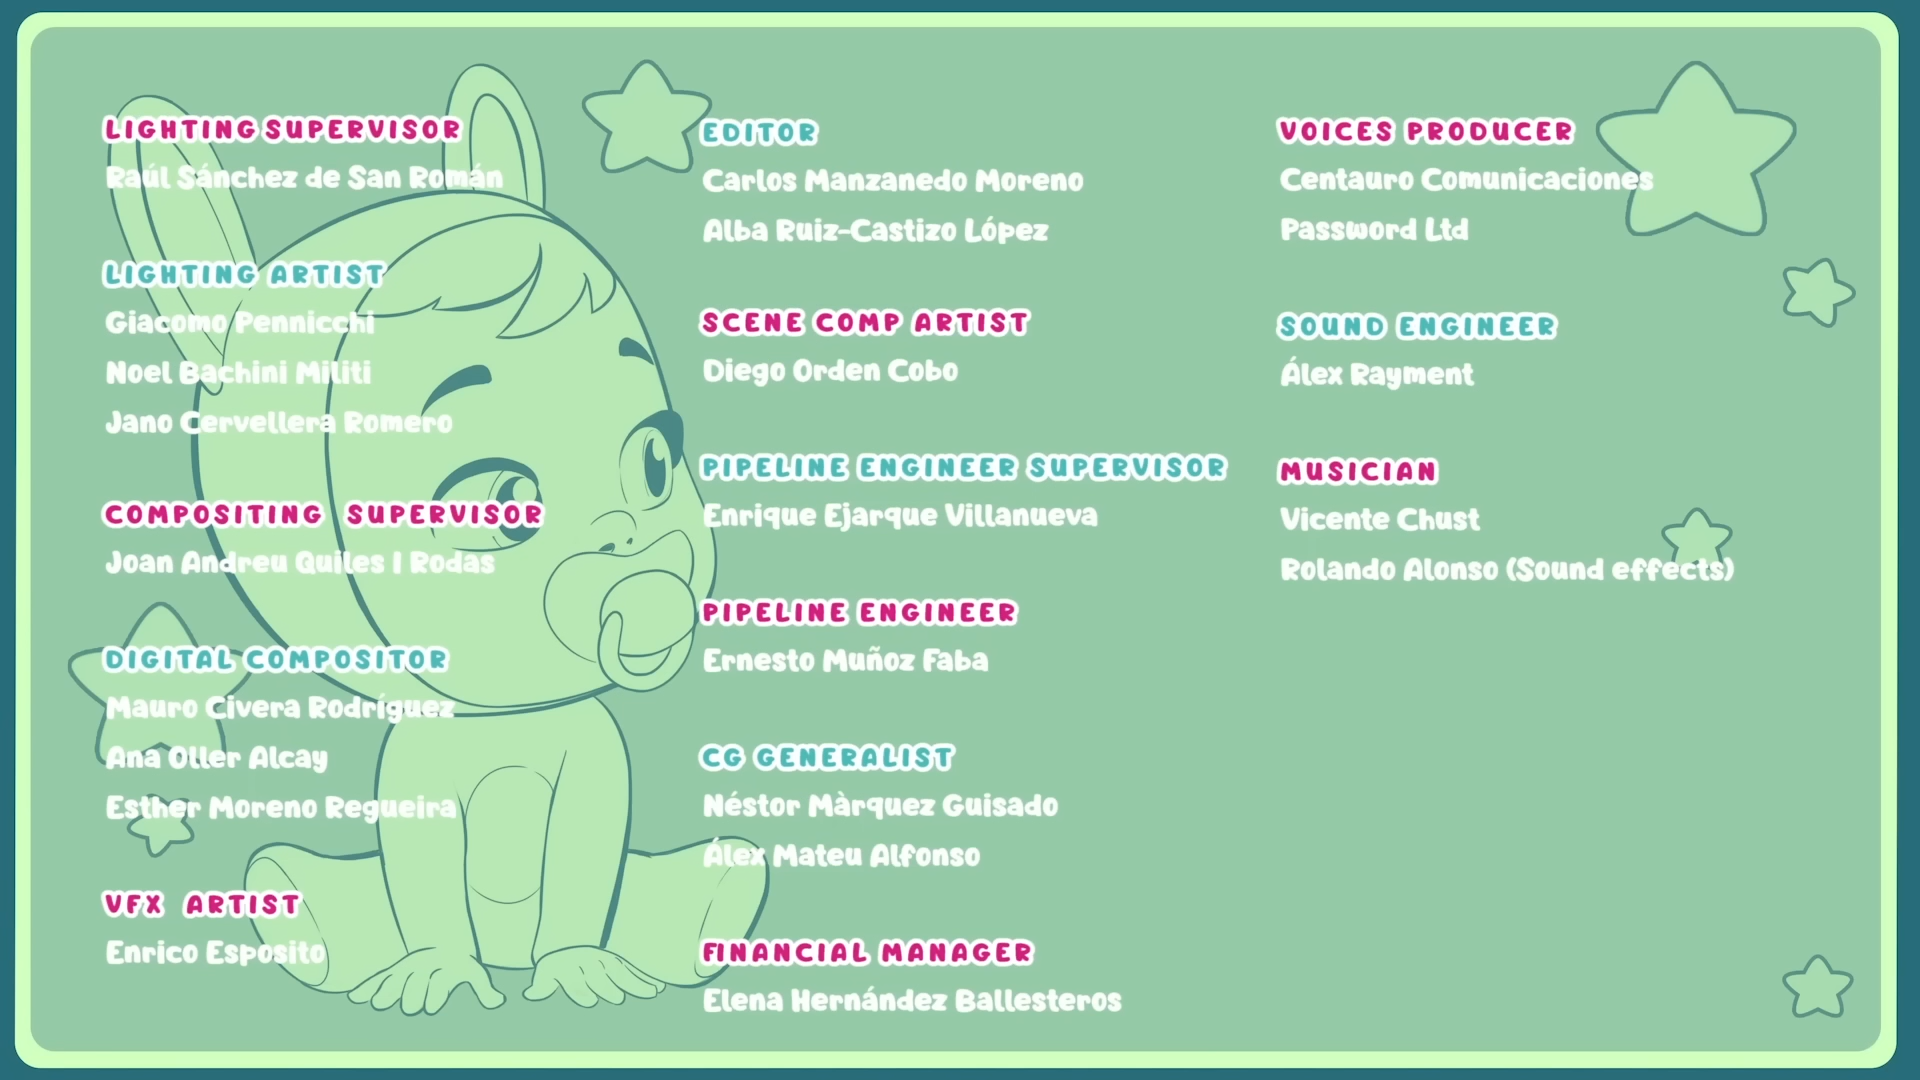 LIGHTING SUPERVISOR
Raúl Sánchez de San Román
LIGHTING ARTIST
Giacomo Pennicchi
Noel Bachini Militi
Jano Cervellera Romero
COMPOSITING SUPERVISOR
Joan Andreu Quiles I Rodas
DIGITAL COMPOSITOR
Mauro Civera Rodríguez
Ana Oller Alcay
Esther Moreno Regueira
VFX ARTIST
Enrico Esposito
EDITOR
Carlos Manzanedo Moreno
Alba Ruiz-Castizo López
SCENE COMP ARTIST
Diego Orden Cobo
PIPELINE ENGINEER SUPERVISOR
Enrique Ejarque Villanueva
PIPELINE ENGINEER
Ernesto Muñoz Faba
CG GENERALIST
Néstor Màrquez Guisado
Álex Mateu Alfonso
FINANCIAL MANAGER
Elena Hernández Ballesteros
VOICES PRODUCER
Centauro Comunicaciones
Password Ltd
SOUND ENGINEER
Álex Rayment
MUSICIAN
Vicente Chust
Rolando Alonso (Sound effects)